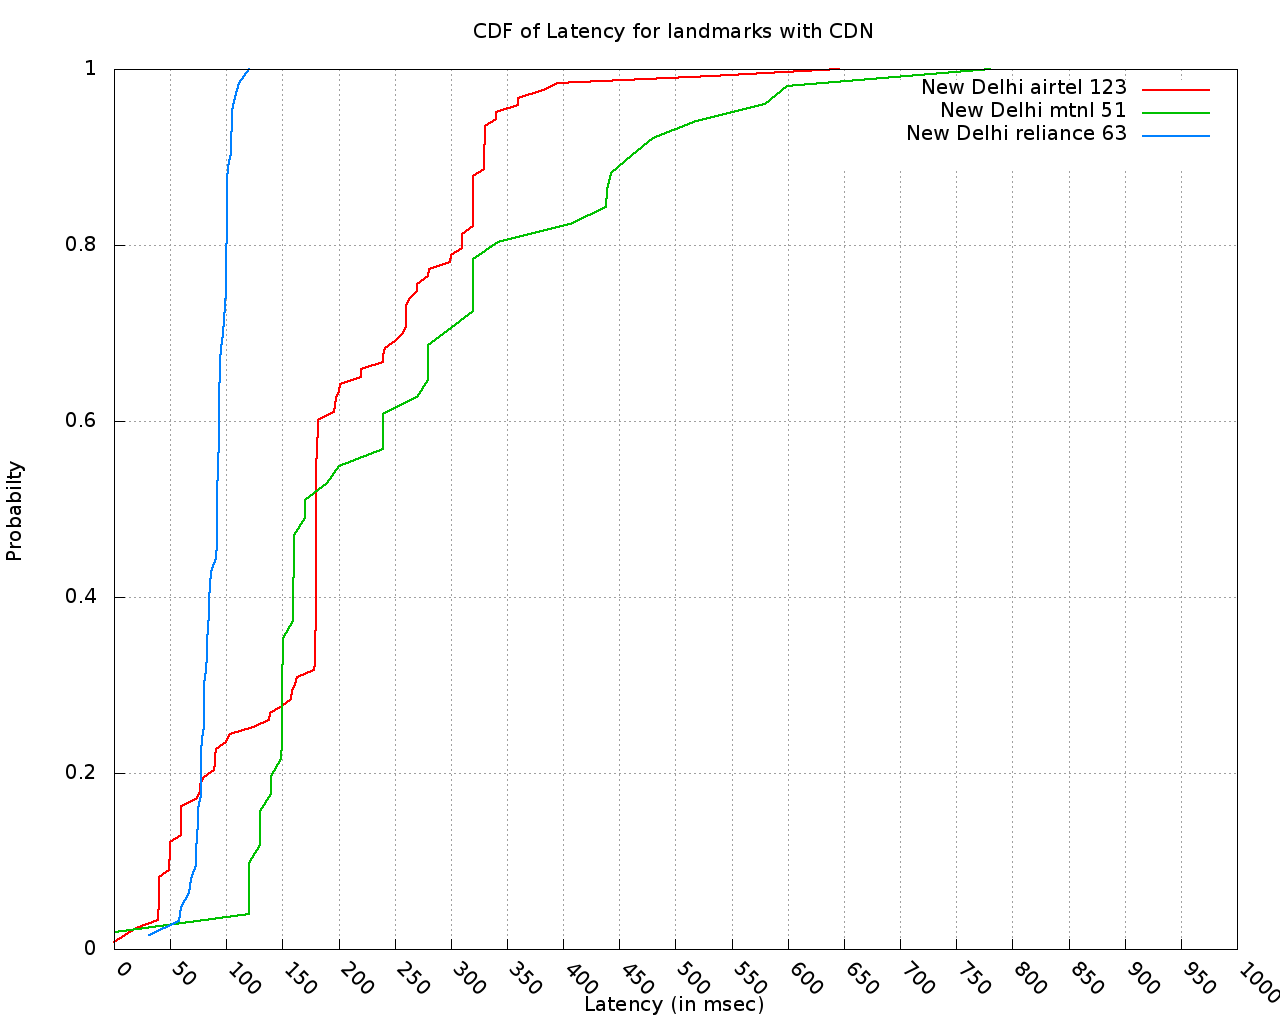 CDF of Latency for landmarks with CDN
New Delhi airtel 123
New Delhi mtnl 51
New Delhi reliance 63
1
0.8
0.6
0.4
0.2
0
Probabilty
0 50 100 150 200 250 300 350 400 450 500 550 600 650 700 750 800 850 900 950 1000
Latency (in msec)